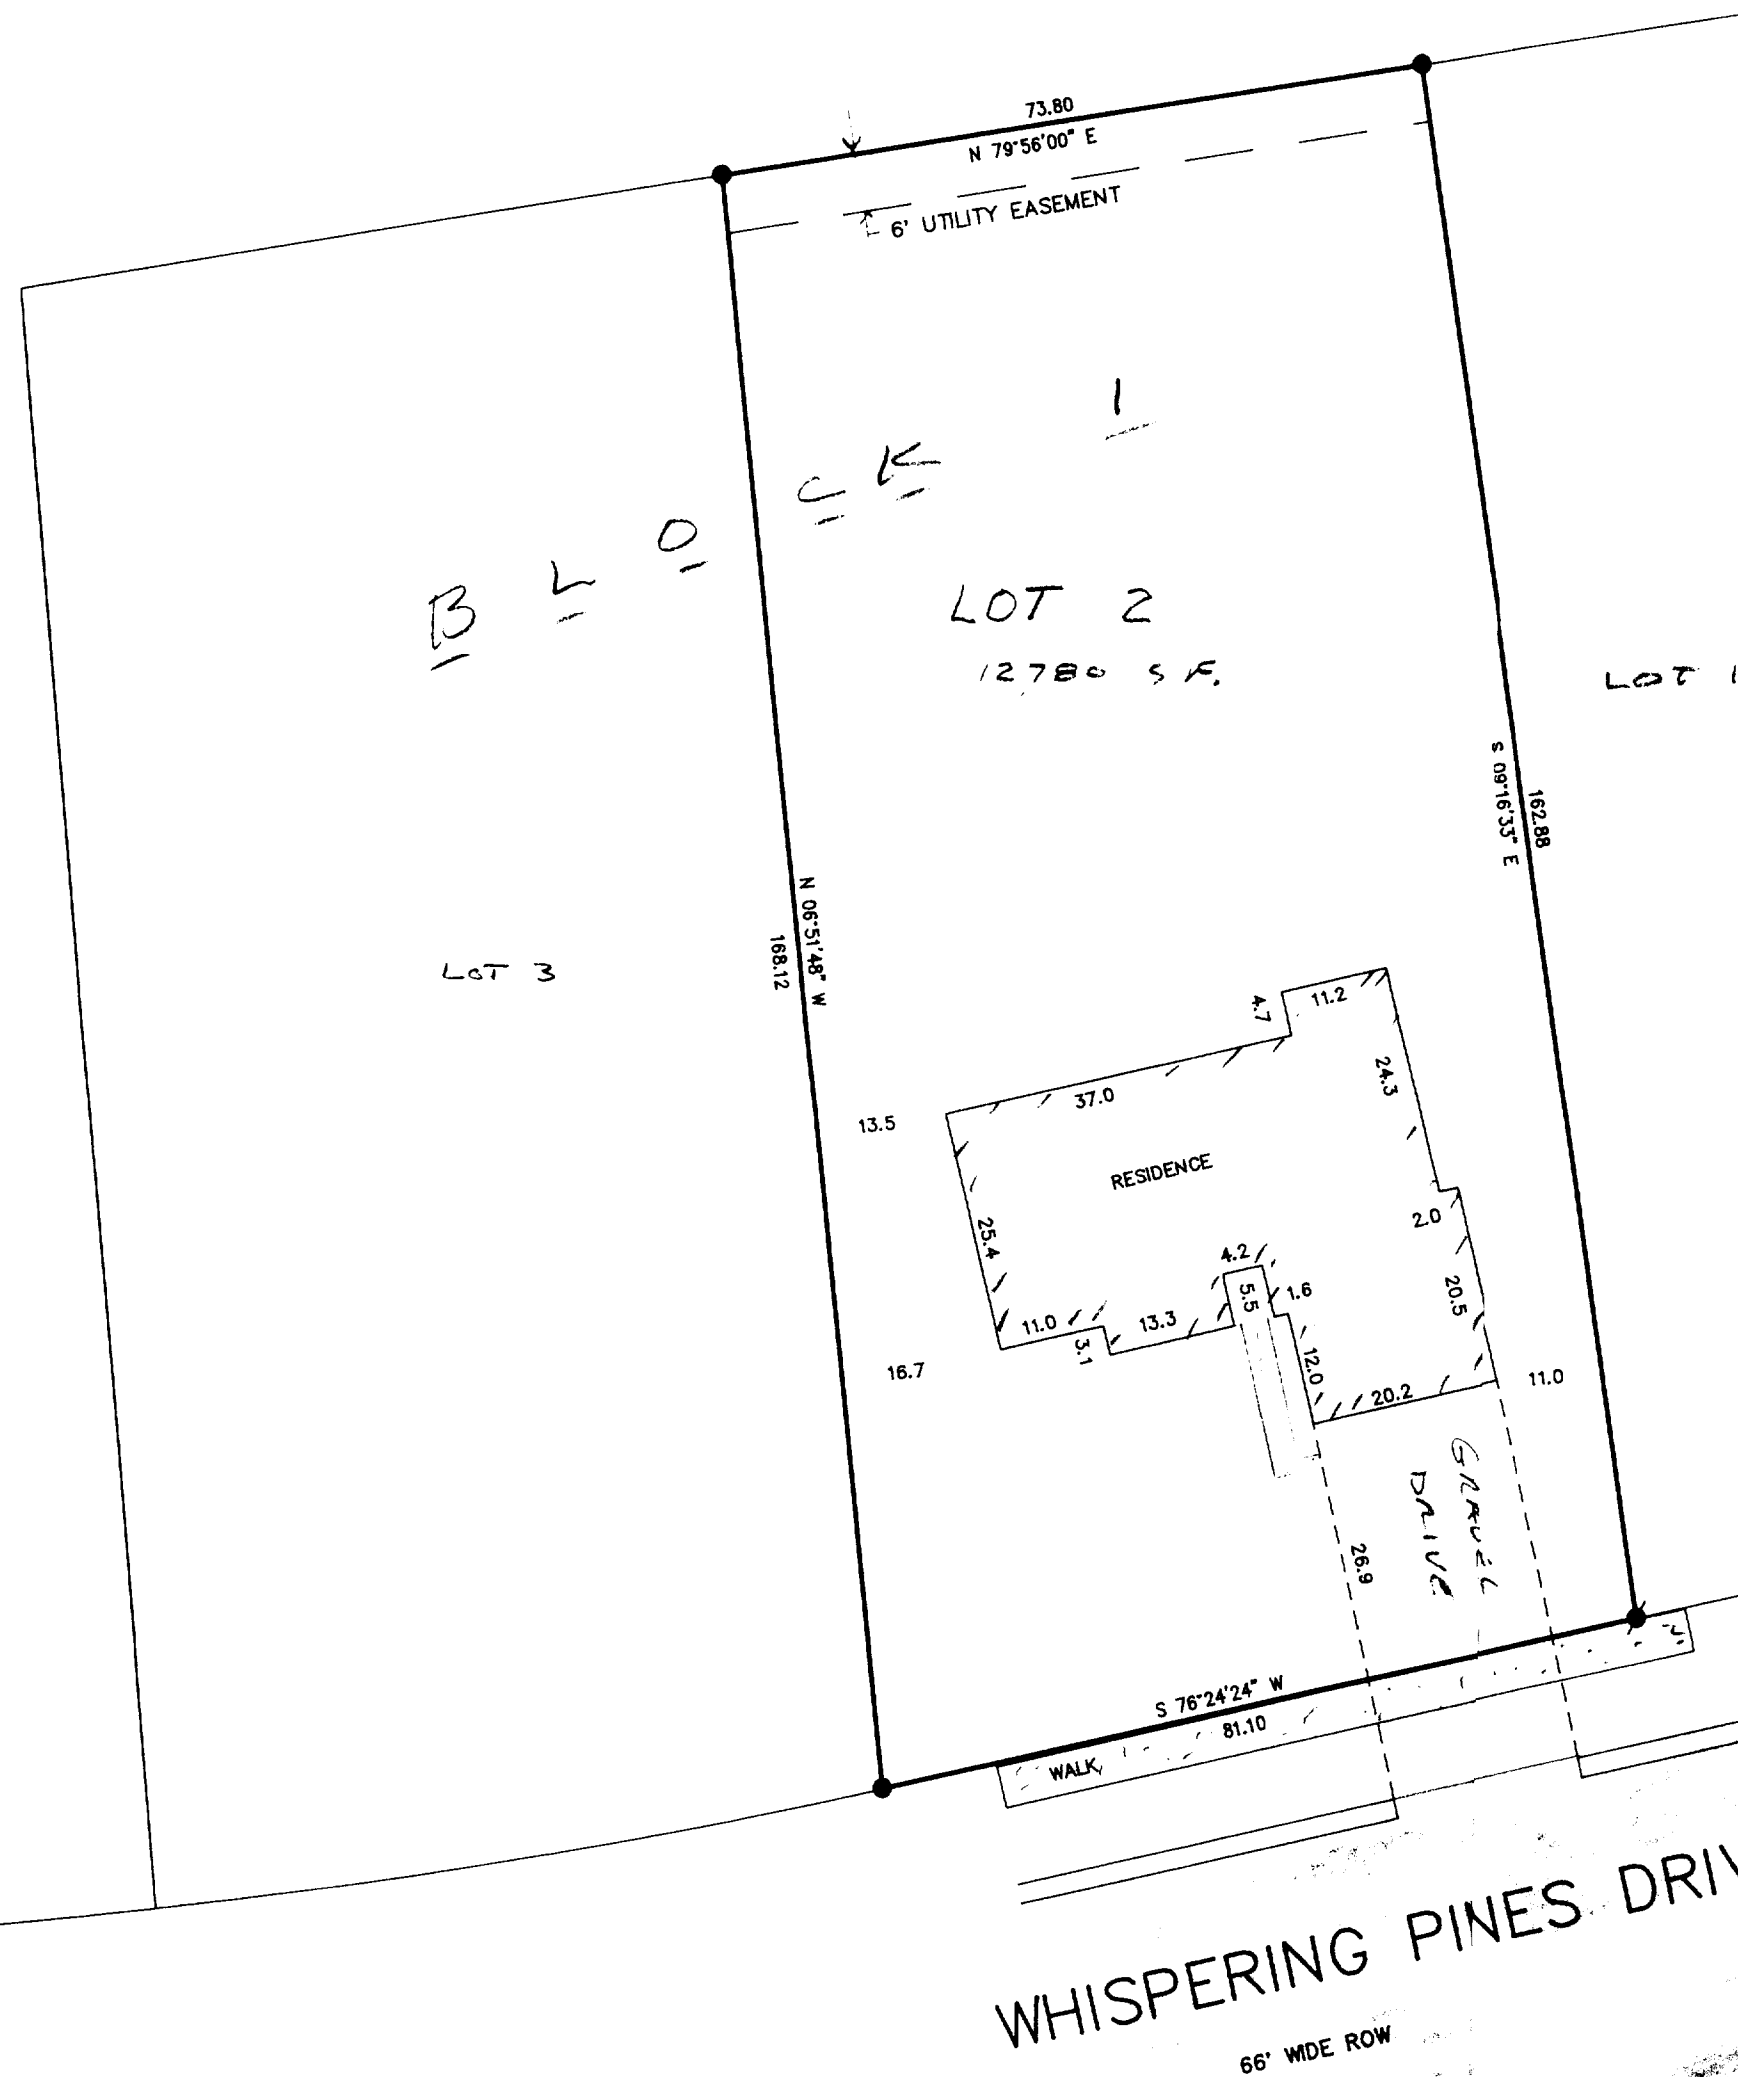 73.80
N 79°56'00" E
6' UTILITY EASEMENT
BLOCK 1
LOT 2
12780 S F.
LOT 1
S 09°16'33" E
162.88
N 06°51'48" W
168.12
LOT 3
4.7
11.2
24.3
37.0
13.5
RESIDENCE
2.0
25.4
4.2
5.5
1.6
20.5
11.0
13.3
3.1
12.0
16.7
20.2
11.0
GRAVEL
DRIVE
26.9
S 76°24'24" W
81.10
WALK
WHISPERING PINES DRIV
66' WIDE ROW